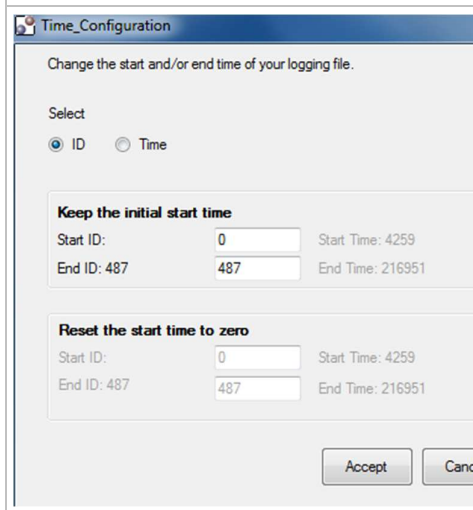 Time_Configuration
Change the start and/or end time of your logging file.
Select
ID Time
Keep the initial start time
Start ID: 0 Start Time: 4259
End ID: 487 487 End Time: 216951
Reset the start time to zero
Start ID: 0 Start Time: 4259
End ID: 487 487 End Time: 216951
Accept Canc